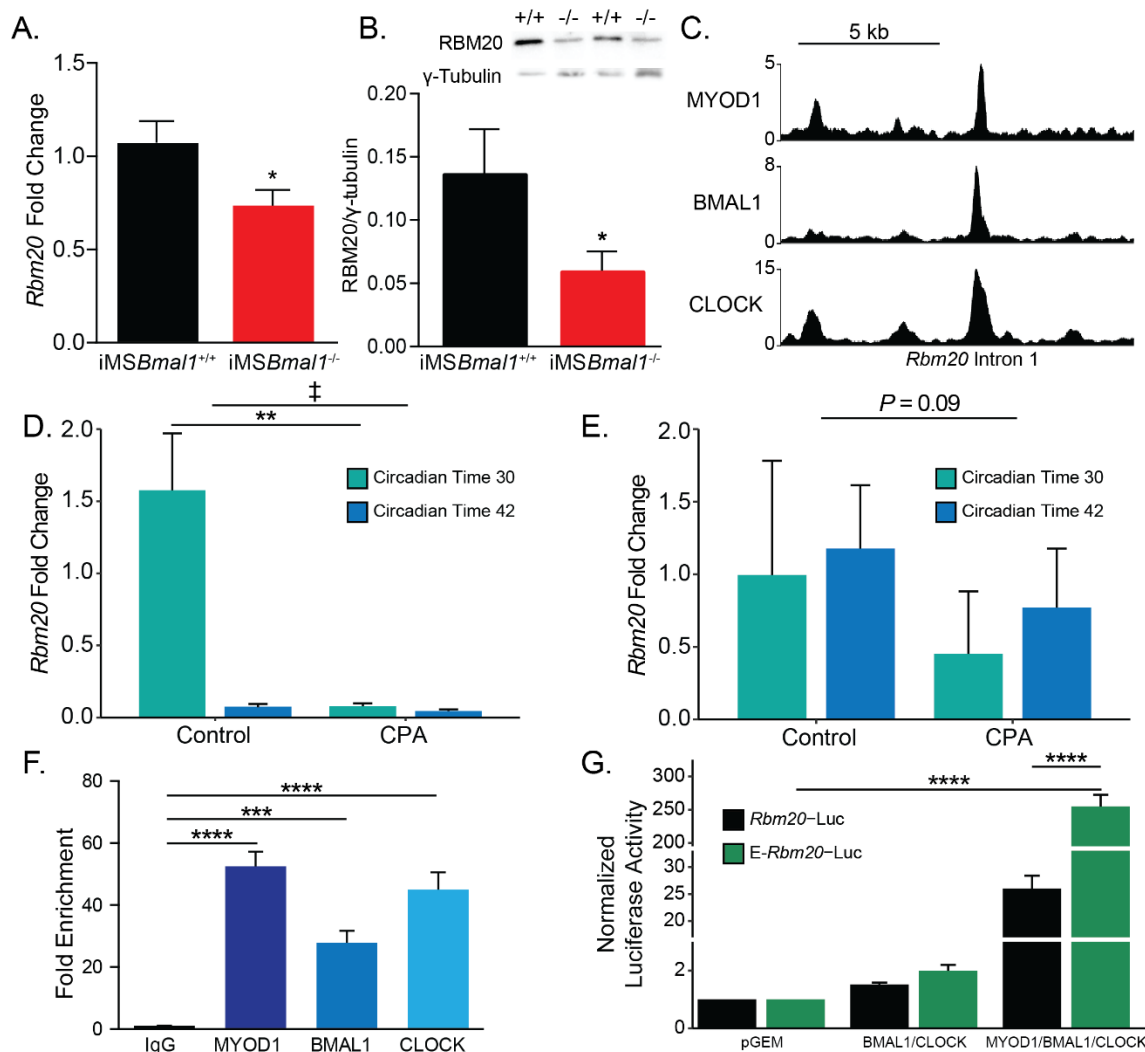 A.
1.5
1.0
0.5
0.0
Rbm20 Fold Change
*
iMSBmal1+/+ iMSBmal1-/-
B.
+/+ -/- +/+ -/-
RBM20
γ-Tubulin
0.20
0.15
0.10
0.05
0.00
RBM20/γ-tubulin
*
iMSBmal1+/+ iMSBmal1-/-
C.
5 kb
MYOD1
5
0
BMAL1
8
0
CLOCK
15
0
Rbm20 Intron 1
D.
‡
**
2.0
1.5
1.0
0.5
0.0
Rbm20 Fold Change
Circadian Time 30
Circadian Time 42
Control CPA
E.
P = 0.09
2.0
1.5
1.0
0.5
0.0
Rbm20 Fold Change
Circadian Time 30
Circadian Time 42
Control CPA
F.
80
60
40
20
0
Fold Enrichment
****
***
****
IgG MYOD1 BMAL1 CLOCK
G.
****
****
300
250
200
30
25
20
2
0
Normalized
Luciferase Activity
Rbm20−Luc
E-Rbm20−Luc
pGEM BMAL1/CLOCK MYOD1/BMAL1/CLOCK